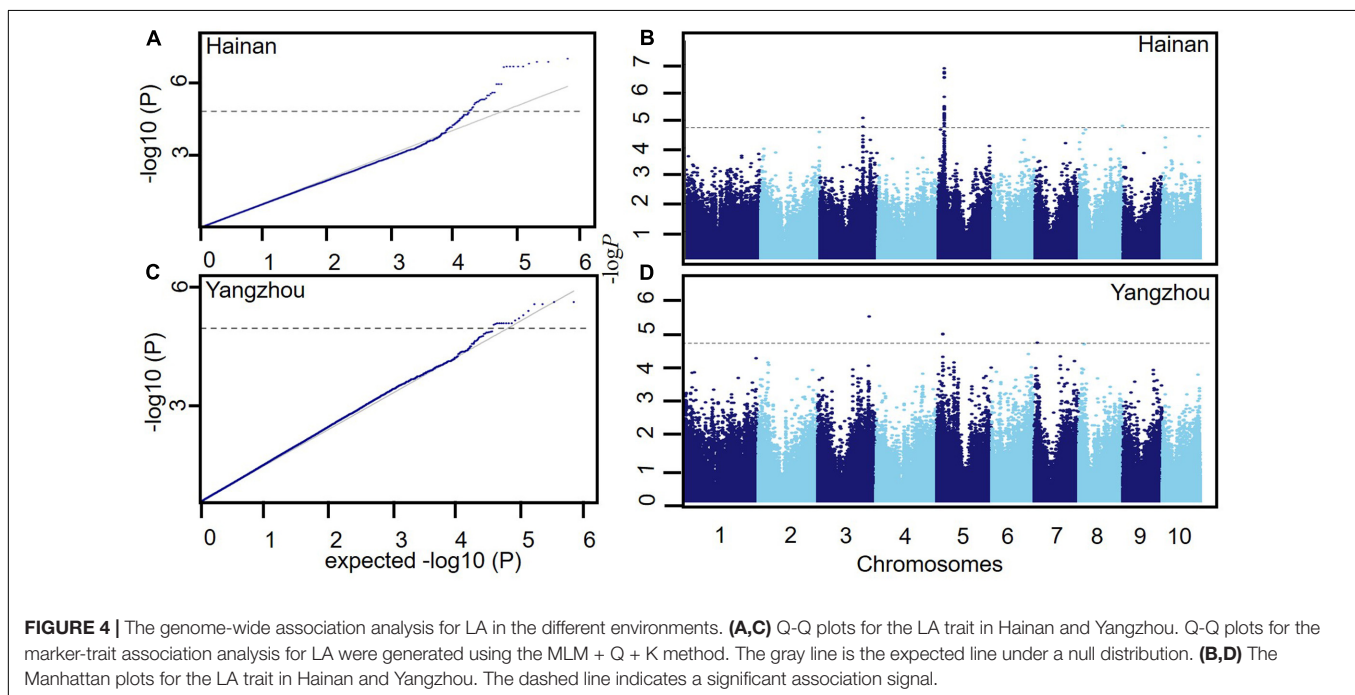 A
Hainan
6
3
-log10 (P)
0 1 2 3 4 5 6
B
Hainan
7
6
5
4
3
2
1
-logP
C
Yangzhou
6
3
-log10 (P)
0 1 2 3 4 5 6
expected -log10 (P)
D
Yangzhou
6
5
4
3
2
1
0
1 2 3 4 5 6 7 8 9 10
Chromosomes
FIGURE 4 | The genome-wide association analysis for LA in the different environments. (A,C) Q-Q plots for the LA trait in Hainan and Yangzhou. Q-Q plots for the
marker-trait association analysis for LA were generated using the MLM + Q + K method. The gray line is the expected line under a null distribution. (B,D) The
Manhattan plots for the LA trait in Hainan and Yangzhou. The dashed line indicates a significant association signal.